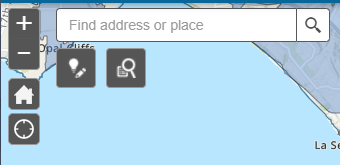 Find address or place
Opal Cliffs
La Se